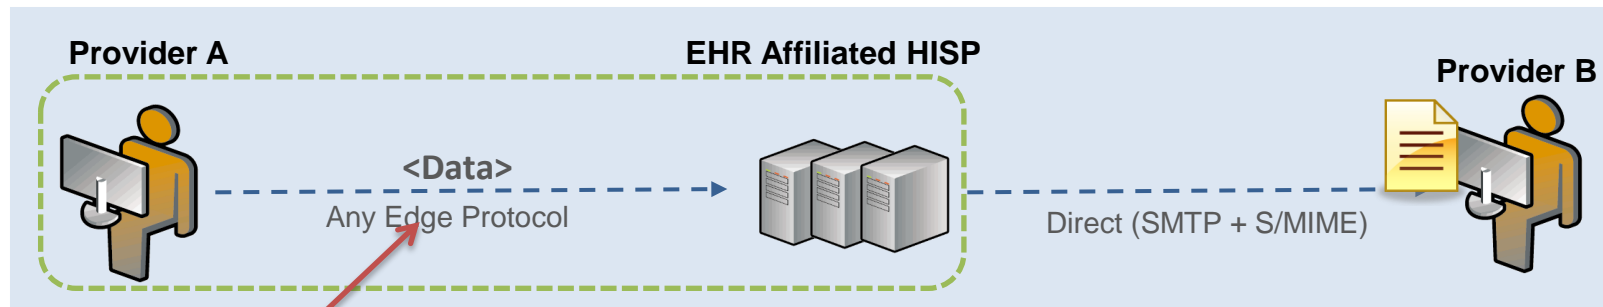 Provider A
EHR Affiliated HISP
Provider B
<Data>
Any Edge Protocol
Direct (SMTP + S/MIME)